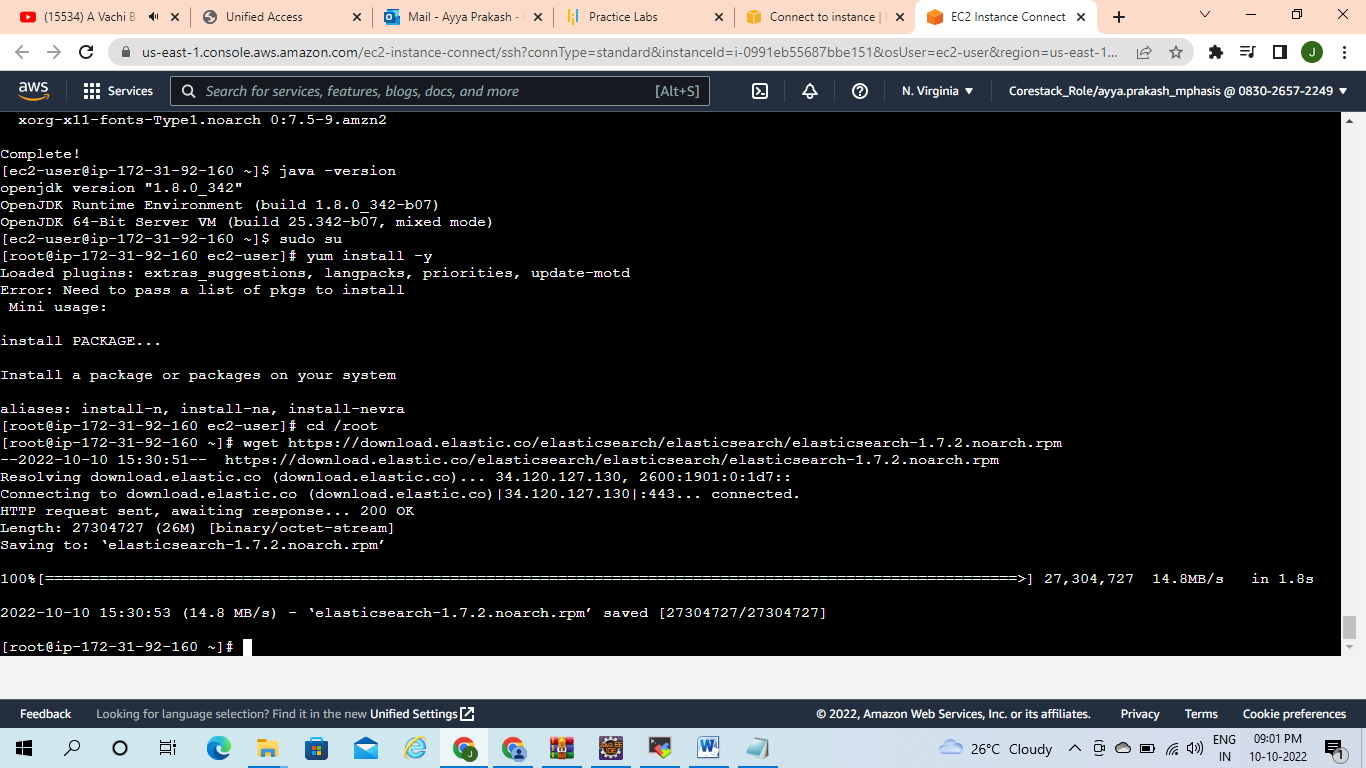 (15534) A Vachi B
Unified Access
Mail - Ayya Prakash -
Practice Labs
Connect to instance |
EC2 Instance Connect
us-east-1.console.aws.amazon.com/ec2-instance-connect/ssh?connType=standard&instanceId=i-0991eb55687bbe151&osUser=ec2-user&region=us-east-1...
J
aws
Services
Search for services, features, blogs, docs, and more
[Alt+S]
N. Virginia
Corestack_Role/ayya.prakash_mphasis @ 0830-2657-2249
xorg-x11-fonts-Type1.noarch 0:7.5-9.amzn2
Complete!
[ec2-user@ip-172-31-92-160 ~]$ java -version
openjdk version "1.8.0_342"
OpenJDK Runtime Environment (build 1.8.0_342-b07)
OpenJDK 64-Bit Server VM (build 25.342-b07, mixed mode)
[ec2-user@ip-172-31-92-160 ~]$ sudo su
[root@ip-172-31-92-160 ec2-user]# yum install -y
Loaded plugins: extras_suggestions, langpacks, priorities, update-motd
Error: Need to pass a list of pkgs to install
Mini usage:
install PACKAGE...
Install a package or packages on your system
aliases: install-n, install-na, install-nevra
[root@ip-172-31-92-160 ec2-user]# cd /root
[root@ip-172-31-92-160 ~]# wget https://download.elastic.co/elasticsearch/elasticsearch/elasticsearch-1.7.2.noarch.rpm
--2022-10-10 15:30:51-- https://download.elastic.co/elasticsearch/elasticsearch/elasticsearch-1.7.2.noarch.rpm
Resolving download.elastic.co (download.elastic.co)... 34.120.127.130, 2600:1901:0:1d7::
Connecting to download.elastic.co (download.elastic.co)|34.120.127.130|:443... connected.
HTTP request sent, awaiting response... 200 OK
Length: 27304727 (26M) [binary/octet-stream]
Saving to: ‘elasticsearch-1.7.2.noarch.rpm’
100%[============================================================================================================>] 27,304,727 14.8MB/s in 1.8s
2022-10-10 15:30:53 (14.8 MB/s) - ‘elasticsearch-1.7.2.noarch.rpm’ saved [27304727/27304727]
[root@ip-172-31-92-160 ~]#
Feedback
Looking for language selection? Find it in the new Unified Settings
© 2022, Amazon Web Services, Inc. or its affiliates.
Privacy
Terms
Cookie preferences
26°C Cloudy
ENG
IN
09:01 PM
10-10-2022
1